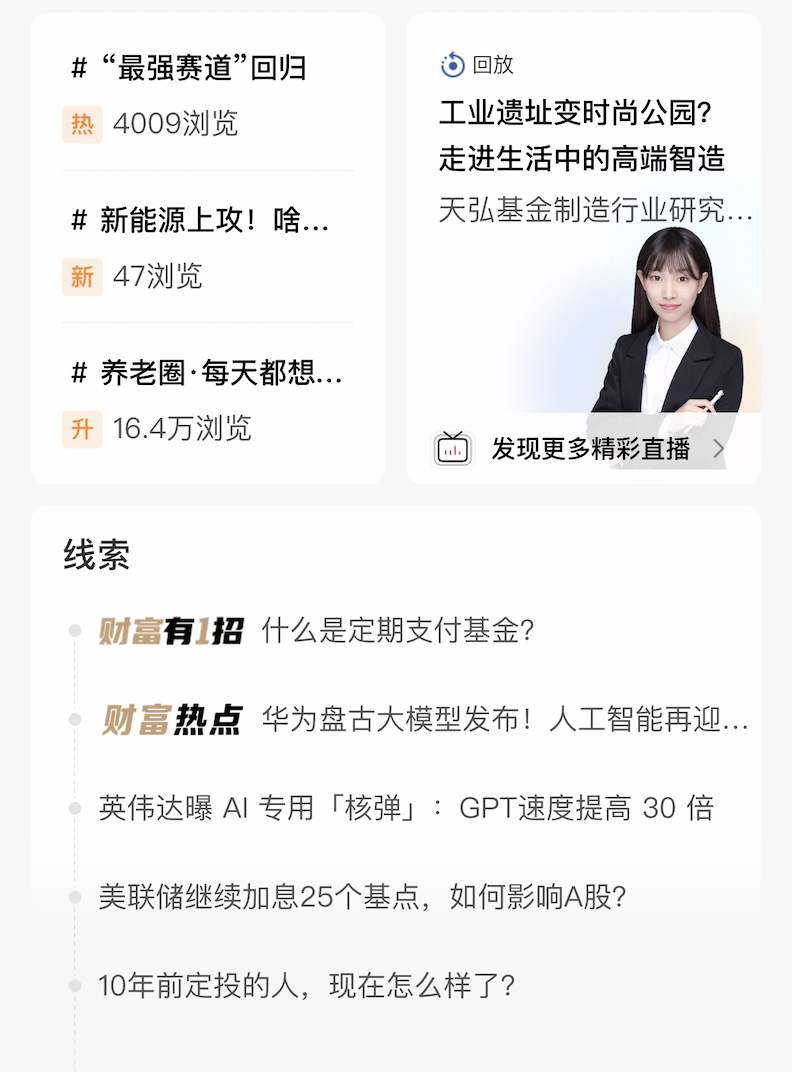 # “最强赛道”回归
热 4009浏览
# 新能源上攻！啥...
新 47浏览
# 养老圈·每天都想...
升 16.4万浏览
回放
工业遗址变时尚公园？
走进生活中的高端智造
天弘基金制造行业研究...
发现更多精彩直播
线索
财富有1招 什么是定期支付基金？
财富热点 华为盘古大模型发布！人工智能再迎...
英伟达曝 AI 专用「核弹」：GPT速度提高 30 倍
美联储继续加息25个基点，如何影响A股？
10年前定投的人，现在怎么样了？